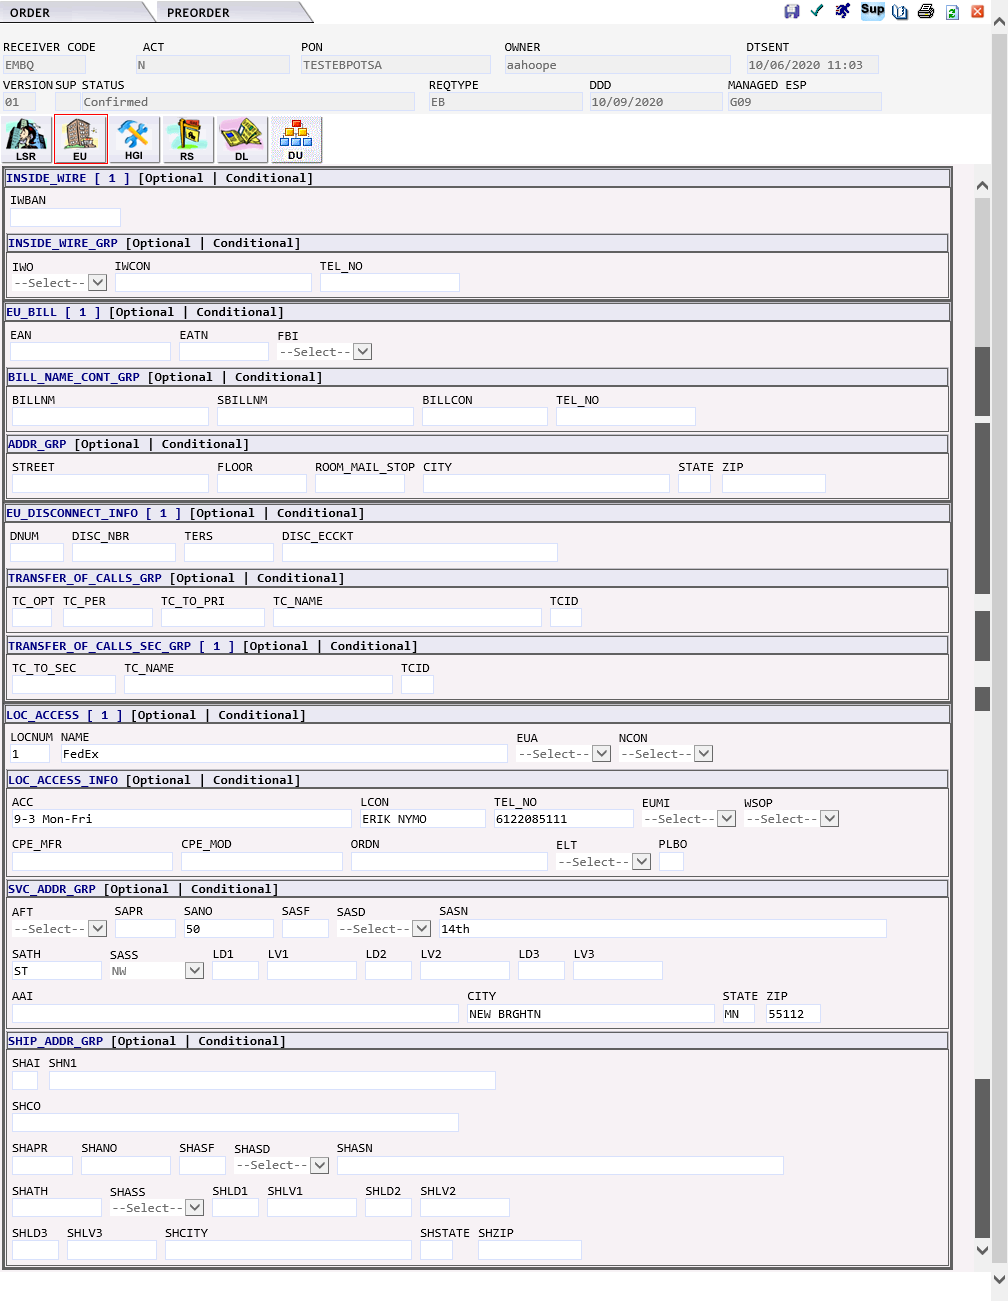 ORDER PREORDER
Sup
RECEIVER CODE ACT PON OWNER DTSENT
EMBQ N TESTEBPOTSA aahoope 10/06/2020 11:03
VERSION SUP STATUS REQTYPE DDD MANAGED ESP
01 Confirmed EB 10/09/2020 G09
LSR EU HGI RS DL DU
INSIDE_WIRE [ 1 ] [Optional | Conditional]
IWBAN
INSIDE_WIRE_GRP [Optional | Conditional]
IWO IWCON TEL_NO
--Select--
EU_BILL [ 1 ] [Optional | Conditional]
EAN EATN FBI
--Select--
BILL_NAME_CONT_GRP [Optional | Conditional]
BILLNM SBILLNM BILLCON TEL_NO
ADDR_GRP [Optional | Conditional]
STREET FLOOR ROOM_MAIL_STOP CITY STATE ZIP
EU_DISCONNECT_INFO [ 1 ] [Optional | Conditional]
DNUM DISC_NBR TERS DISC_ECCKT
TRANSFER_OF_CALLS_GRP [Optional | Conditional]
TC_OPT TC_PER TC_TO_PRI TC_NAME TCID
TRANSFER_OF_CALLS_SEC_GRP [ 1 ] [Optional | Conditional]
TC_TO_SEC TC_NAME TCID
LOC_ACCESS [ 1 ] [Optional | Conditional]
LOCNUM NAME EUA NCON
1 FedEx --Select-- --Select--
LOC_ACCESS_INFO [Optional | Conditional]
ACC LCON TEL_NO EUMI WSOP
9-3 Mon-Fri ERIK NYMO 6122085111 --Select-- --Select--
CPE_MFR CPE_MOD ORDN ELT PLBO
--Select--
SVC_ADDR_GRP [Optional | Conditional]
AFT SAPR SANO SASF SASD SASN
--Select-- 50 --Select-- 14th
SATH SASS LD1 LV1 LD2 LV2 LD3 LV3
ST NW
AAI CITY STATE ZIP
NEW BRGHTN MN 55112
SHIP_ADDR_GRP [Optional | Conditional]
SHAI SHN1
SHCO
SHAPR SHANO SHASF SHASD SHASN
--Select--
SHATH SHASS SHLD1 SHLV1 SHLD2 SHLV2
--Select--
SHLD3 SHLV3 SHCITY SHSTATE SHZIP